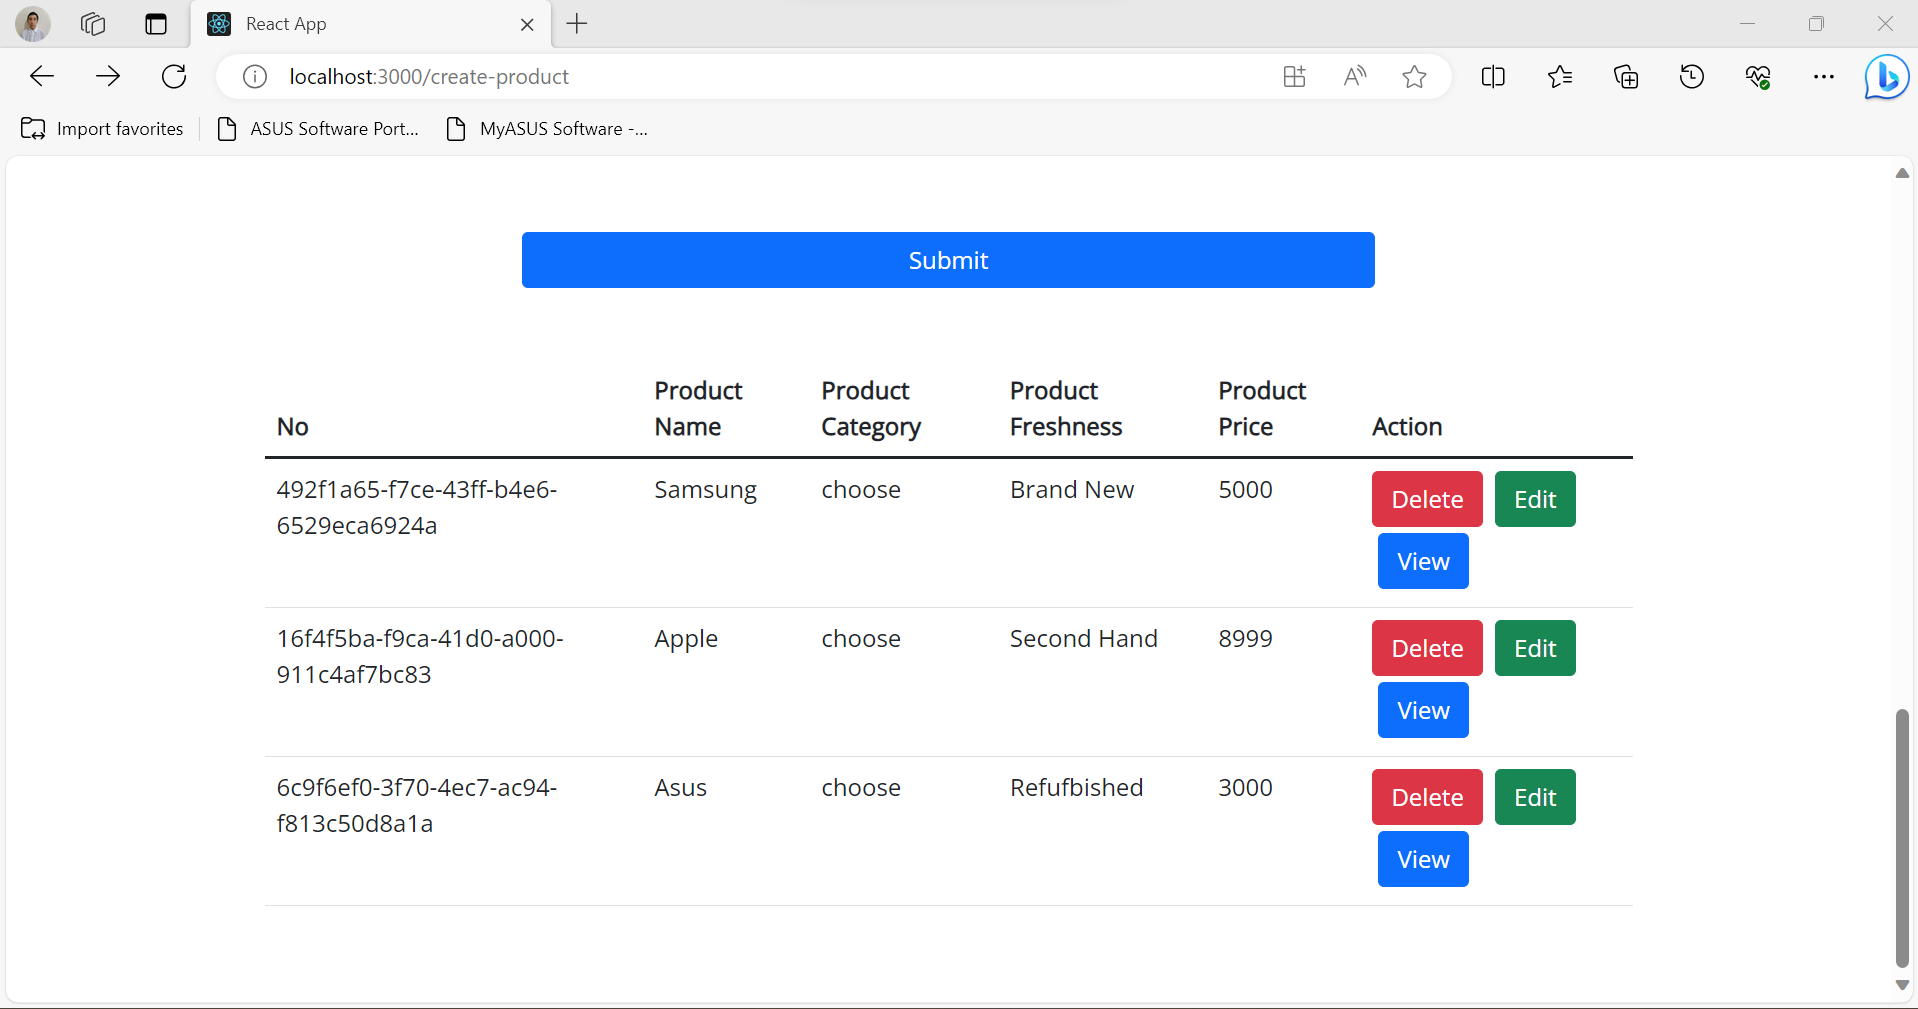 React App
localhost:3000/create-product
Import favorites
ASUS Software Port...
MyASUS Software -...
Submit
No
Product Name
Product Category
Product Freshness
Product Price
Action
492f1a65-f7ce-43ff-b4e6-
6529eca6924a
Samsung
choose
Brand New
5000
Delete
Edit
View
16f4f5ba-f9ca-41d0-a000-
911c4af7bc83
Apple
choose
Second Hand
8999
Delete
Edit
View
6c9f6ef0-3f70-4ec7-ac94-
f813c50d8a1a
Asus
choose
Refufbished
3000
Delete
Edit
View